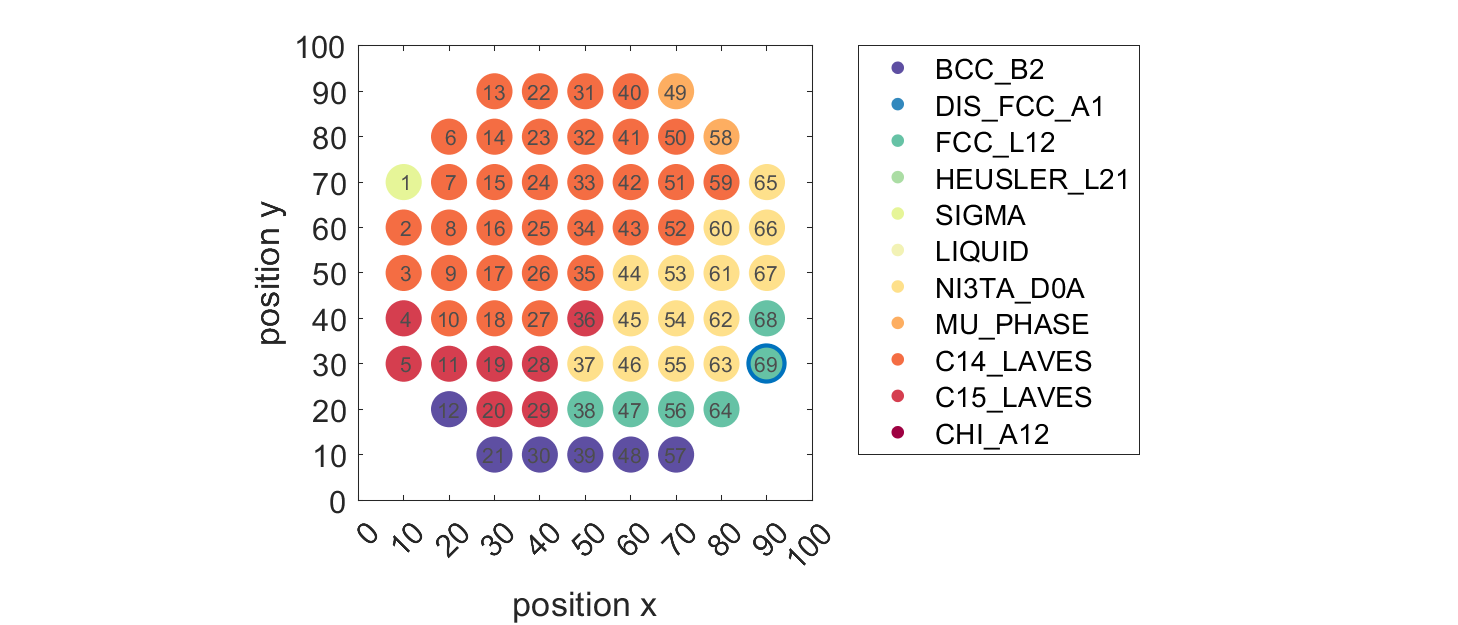 100
90
80
70
60
50
40
30
20
10
0
position y
13 22 31 40 49
6 14 23 32 41 50 58
1 7 15 24 33 42 51 59 65
2 8 16 25 34 43 52 60 66
3 9 17 26 35 44 53 61 67
4 10 18 27 36 45 54 62 68
5 11 19 28 37 46 55 63 69
12 20 29 38 47 56 64
21 30 39 48 57
0 10 20 30 40 50 60 70 80 90 100
position x
BCC_B2
DIS_FCC_A1
FCC_L12
HEUSLER_L21
SIGMA
LIQUID
NI3TA_D0A
MU_PHASE
C14_LAVES
C15_LAVES
CHI_A12